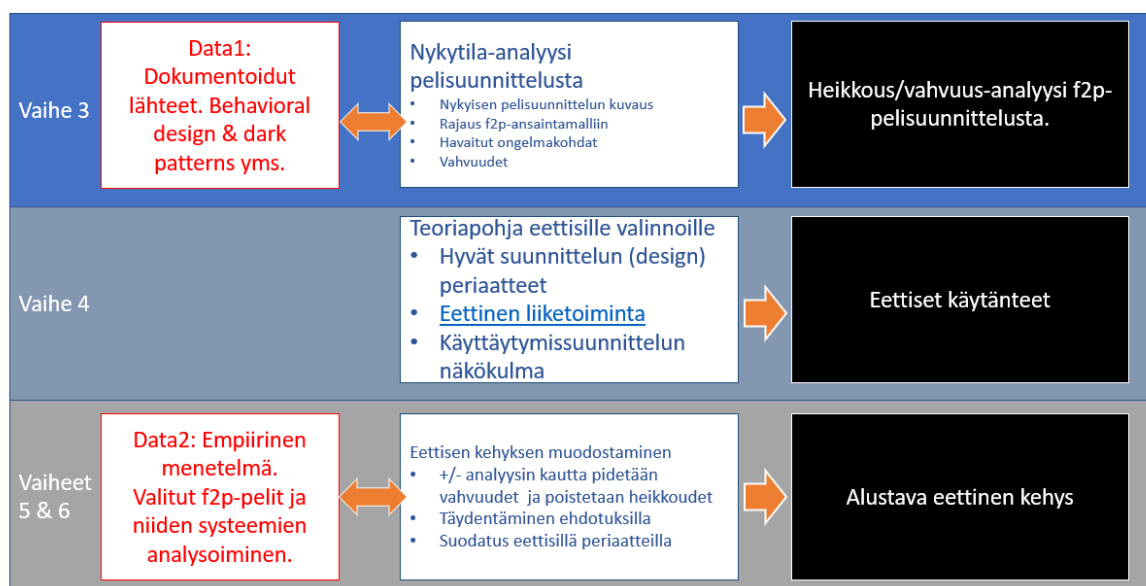 Vaihe 3
Data1:
Dokumentoidut
lähteet. Behavioral
design & dark
patterns yms.
Nykytila-analyysi
pelisuunnittelusta
• Nykyisen pelisuunnittelun kuvaus
• Rajaus f2p-ansaintamalliin
• Havaitut ongelmakohdat
• Vahvuudet
Heikkous/vahvuus-analyysi f2p-
pelisuunnittelusta.
Vaihe 4
Teoriapohja eettisille valinnoille
• Hyvät suunnittelun (design)
periaatteet
• Eettinen liiketoiminta
• Käyttäytymissuunnittelun
näkökulma
Eettiset käytänteet
Vaiheet
5 & 6
Data2: Empiirinen
menetelmä.
Valitut f2p-pelit ja
niiden systeemien
analysoiminen.
Eettisen kehyksen muodostaminen
• +/- analyysin kautta pidetään
vahvuudet ja poistetaan heikkoudet
• Täydentäminen ehdotuksilla
• Suodatus eettisillä periaatteilla
Alustava eettinen kehys